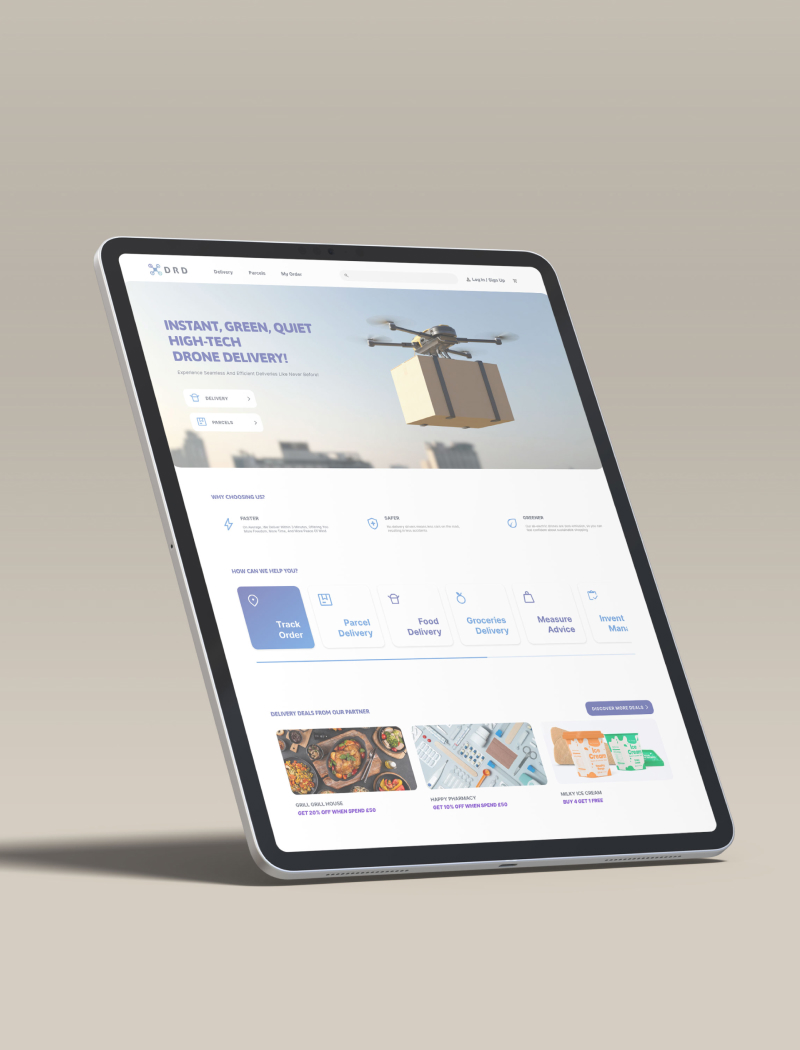 DRD
Delivery
Parcels
My Order
Log In / Sign Up
INSTANT, GREEN, QUIET
HIGH-TECH
DRONE DELIVERY!
Experience Seamless And Efficient Deliveries Like Never Before!
DELIVERY
PARCELS
WHY CHOOSING US?
FASTER
SAFER
GREENER
HOW CAN WE HELP YOU?
Track
Order
Parcel
Delivery
Food
Delivery
Groceries
Delivery
Measure
Advice
Invent
DELIVERY DEALS FROM OUR PARTNER
DISCOVER MORE DEALS
Ice
Cream
Ice
Cream
GRILL GRILL HOUSE
GET 20% OFF WHEN SPEND £50
HAPPY PHARMACY
GET 10% OFF WHEN SPEND £50
MILKY ICE CREAM
BUY 4 GET 1 FREE